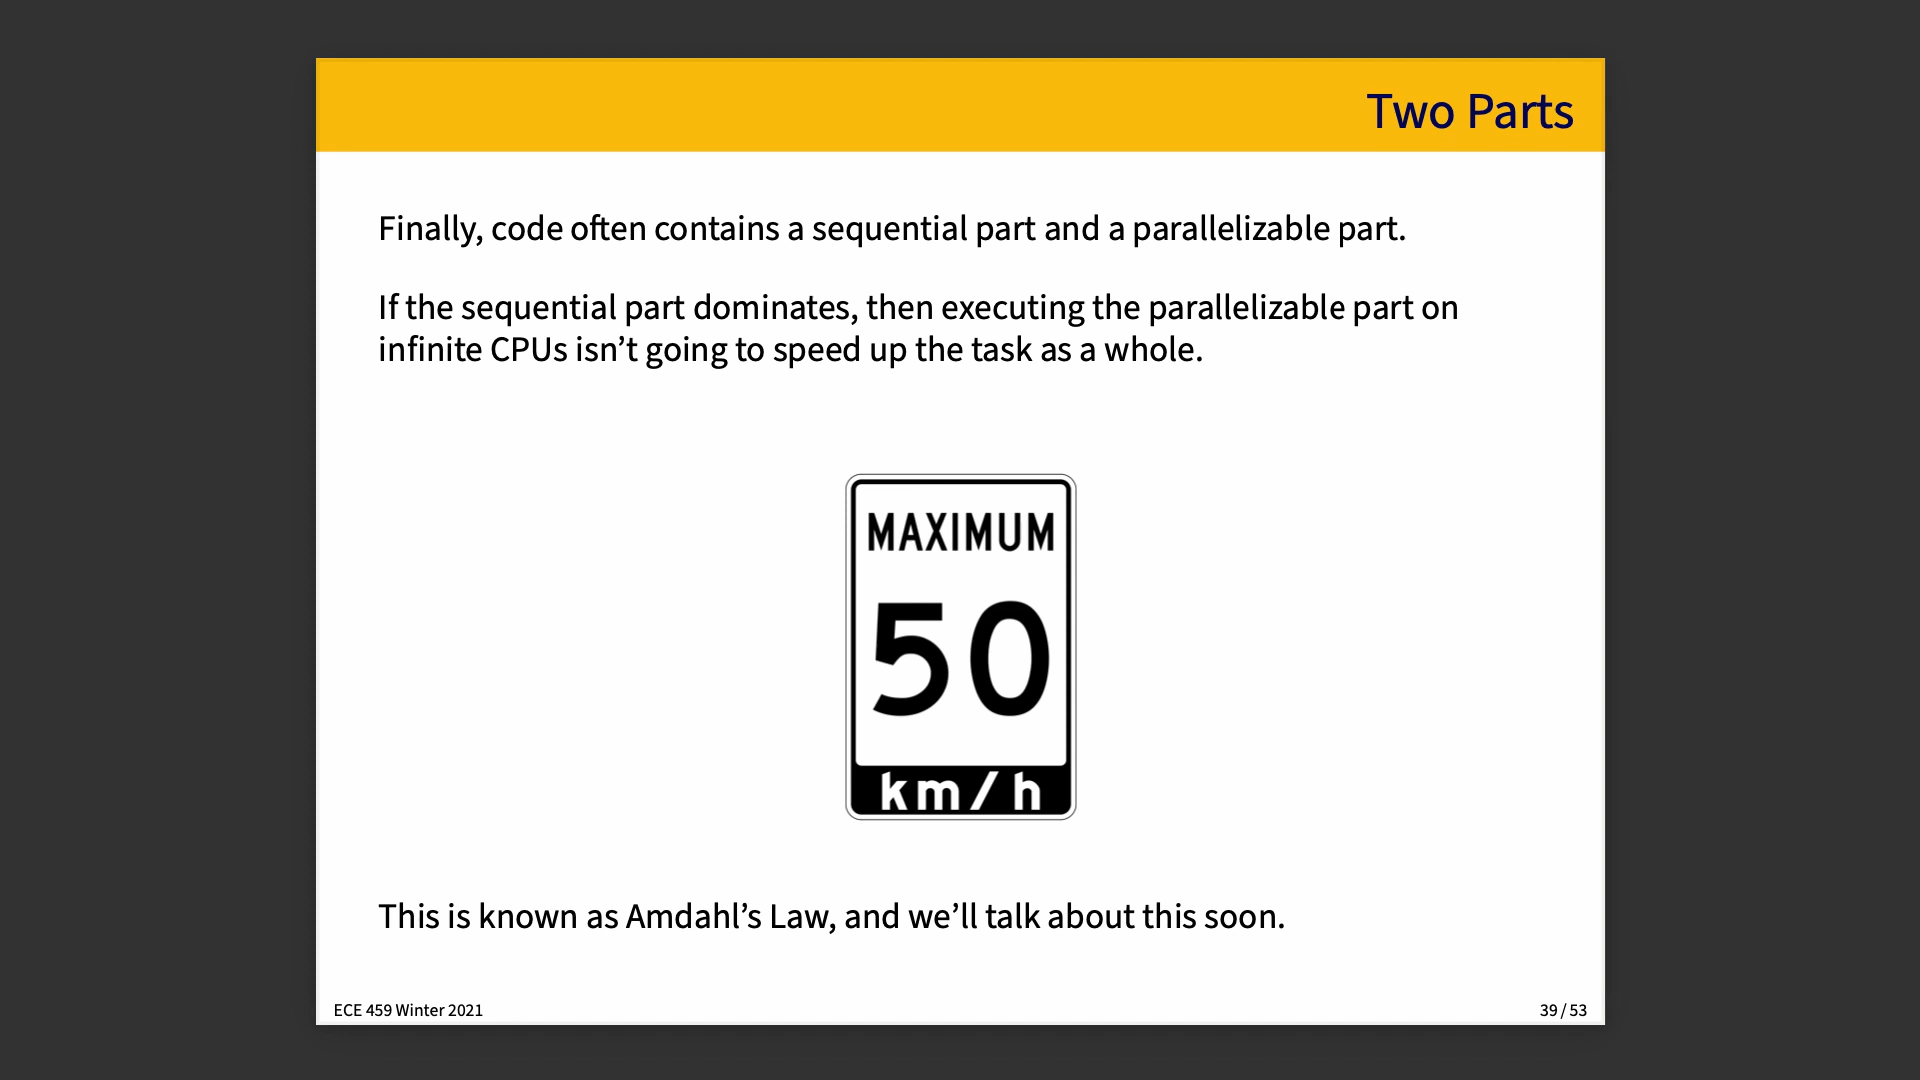 Two Parts
Finally, code often contains a sequential part and a parallelizable part.
If the sequential part dominates, then executing the parallelizable part on
infinite CPUs isn’t going to speed up the task as a whole.
MAXIMUM
50
km/h
This is known as Amdahl’s Law, and we’ll talk about this soon.
ECE 459 Winter 2021
39 / 53